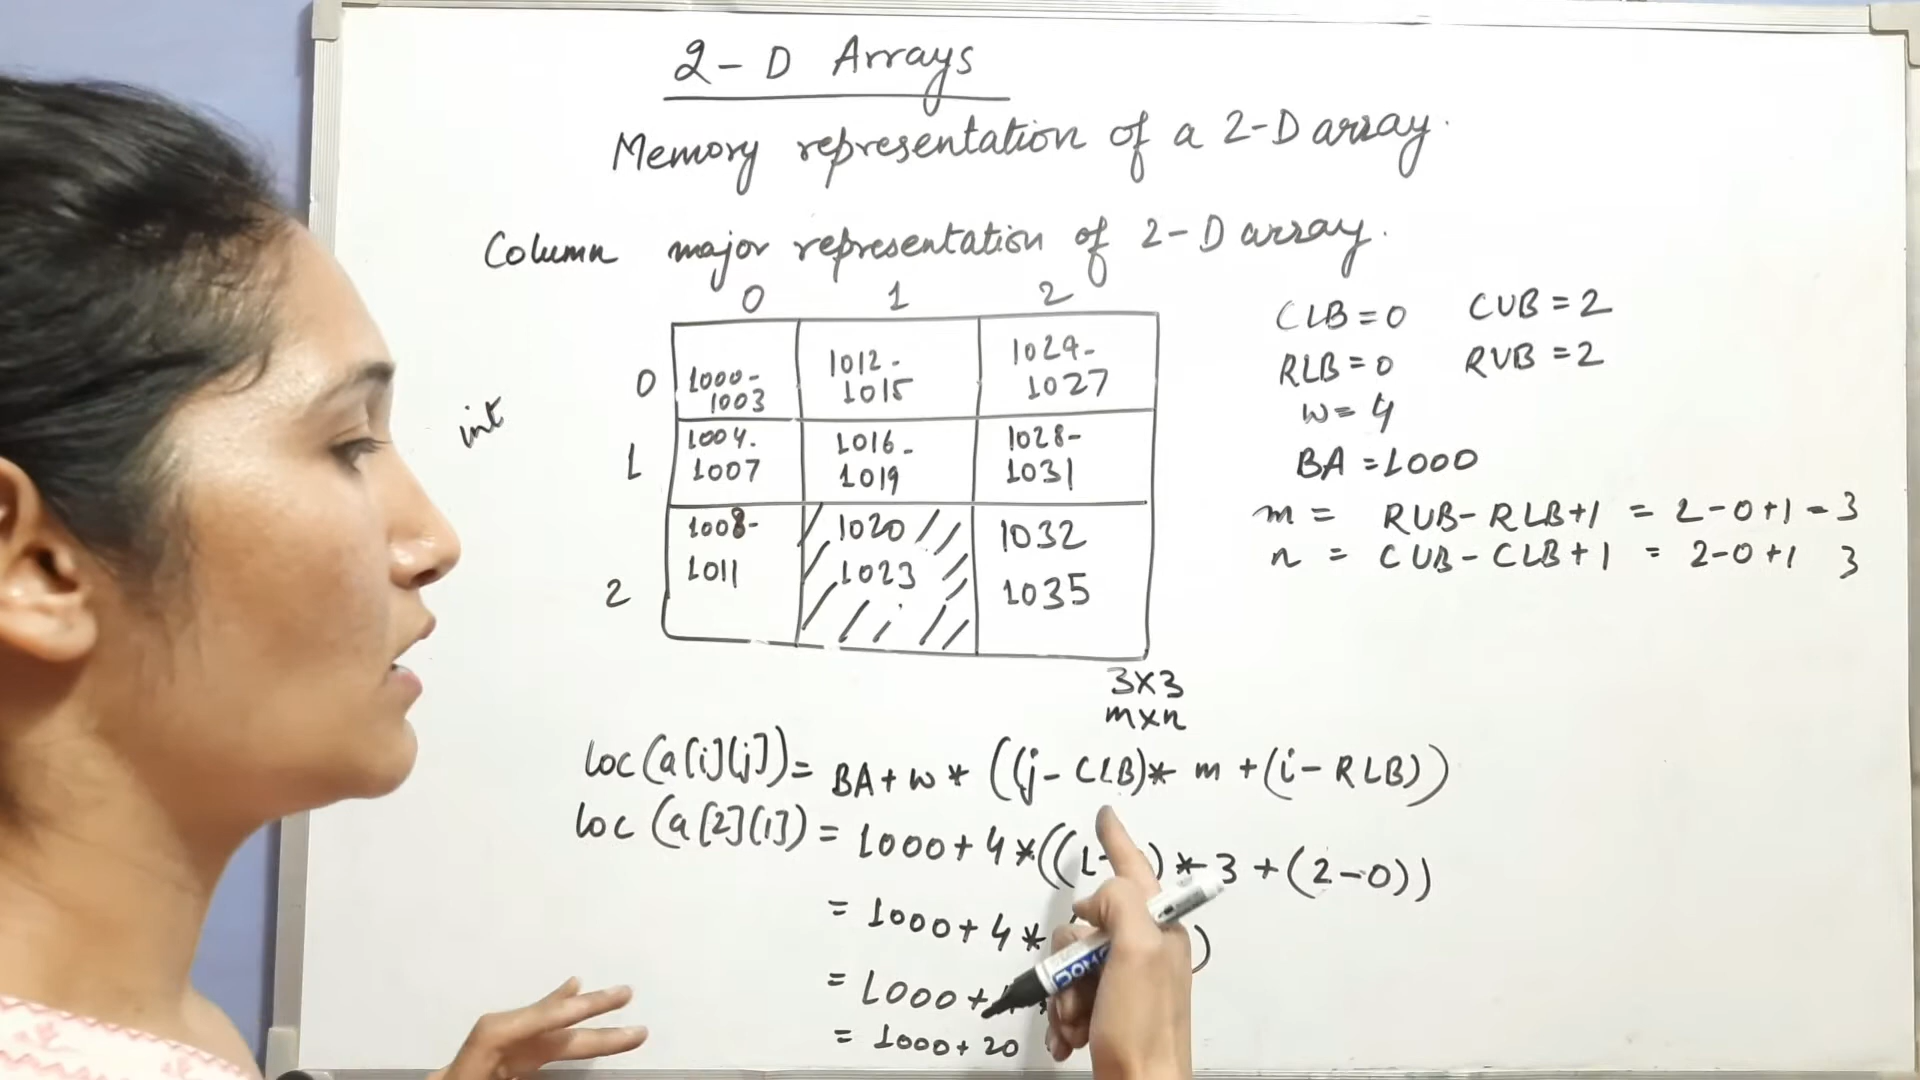 2-D Arrays
Memory representation of a 2-D array.
Column major representation of 2-D array.
0 1 2
0 1000- 1012- 1024-
1003 1015 1027
int
1 1004- 1016- 1028-
1007 1019 1031
1008- 1020 1032
2 1011 1023 1035
3x3
mxn
CLB=0 CUB=2
RLB=0 RUB=2
w=4
BA=1000
m = RUB-RLB+1 = 2-0+1=3
n = CUB-CLB+1 = 2-0+1 3
loc(a[i][j])= BA+w*((j-CLB)* m+(i-RLB))
loc(a[2][1])= 1000+4*((1- )*3+(2-0))
= 1000+4* )
= 1000+
= 1000+20